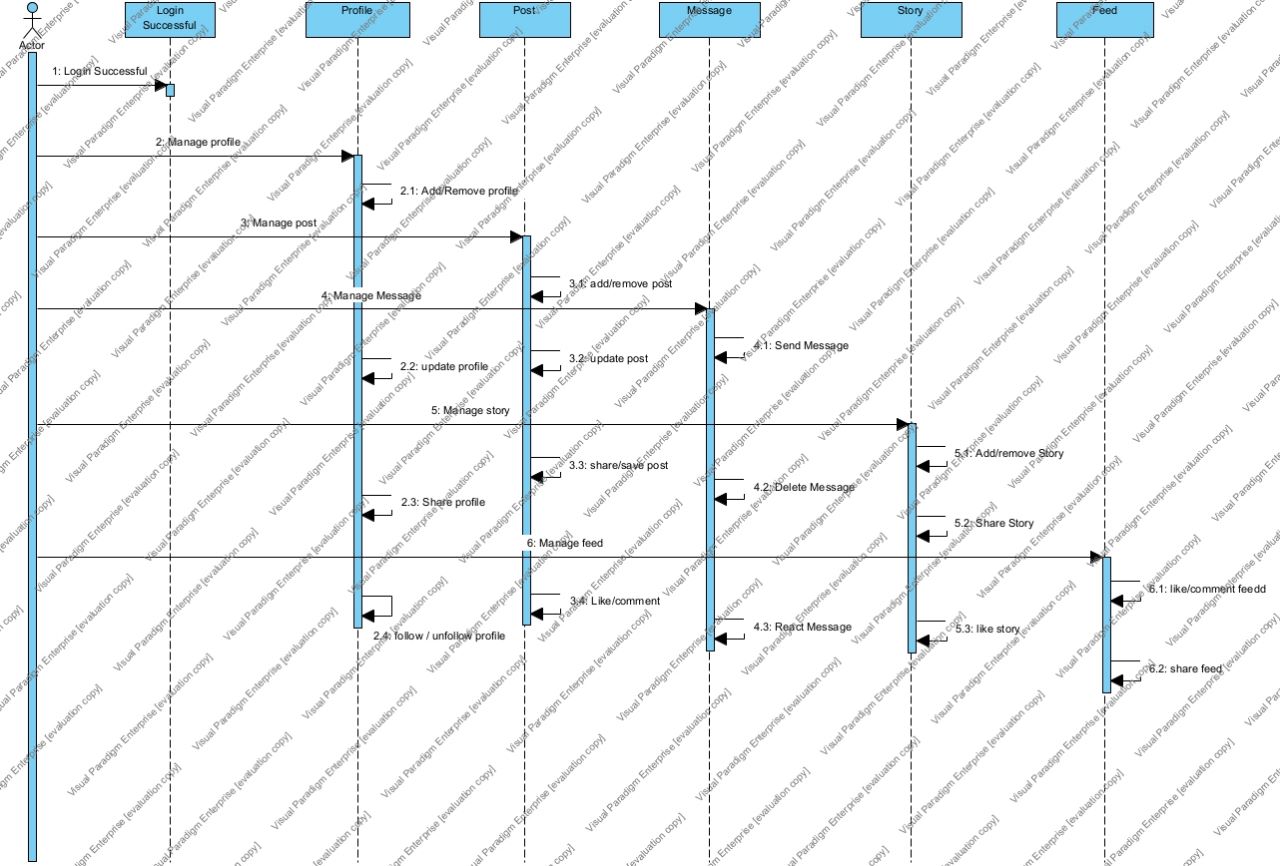 Login
Successful
Profile
Post
Message
Story
Feed
Actor
1: Login Successful
2: Manage profile
2.1: Add/Remove profile
3: Manage post
3.1: add/remove post
4: Manage Message
4.1: Send Message
3.2: update post
2.2: update profile
5: Manage story
5.1: Add/remove Story
3.3: share/save post
4.2: Delete Message
2.3: Share profile
5.2: Share Story
6: Manage feed
6.1: like/comment feedd
3.4: Like/comment
4.3: React Message
5.3: like story
2.4: follow / unfollow profile
6.2: share feed
Visual Paradigm Enterprise [evaluation copy]